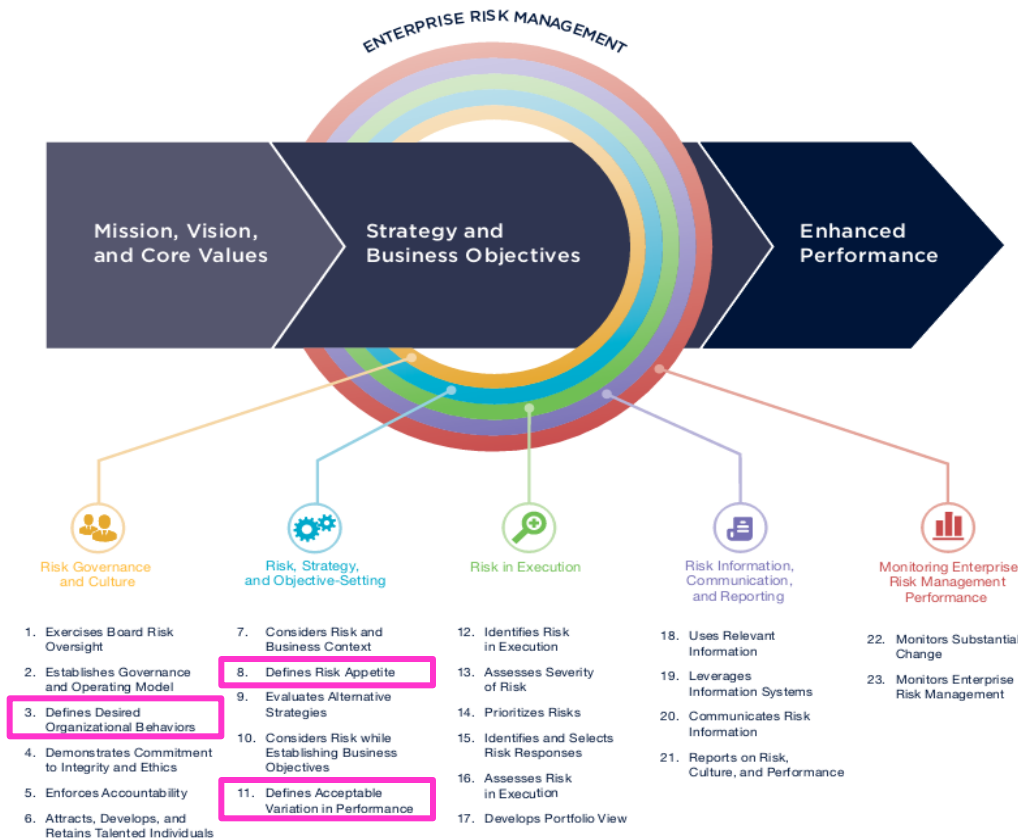 ENTERPRISE RISK MANAGEMENT
Mission, Vision,
and Core Values
Strategy and
Business Objectives
Enhanced
Performance
Risk Governance
and Culture
1. Exercises Board Risk
Oversight
2. Establishes Governance
and Operating Model
3. Defines Desired
Organizational Behaviors
4. Demonstrates Commitment
to Integrity and Ethics
5. Enforces Accountability
6. Attracts, Develops, and
Retains Talented Individuals
Risk, Strategy,
and Objective-Setting
7. Considers Risk and
Business Context
8. Defines Risk Appetite
9. Evaluates Alternative
Strategies
10. Considers Risk while
Establishing Business
Objectives
11. Defines Acceptable
Variation in Performance
Risk in Execution
12. Identifies Risk
in Execution
13. Assesses Severity
of Risk
14. Prioritizes Risks
15. Identifies and Selects
Risk Responses
16. Assesses Risk
in Execution
17. Develops Portfolio View
Risk Information,
Communication,
and Reporting
18. Uses Relevant
Information
19. Leverages
Information Systems
20. Communicates Risk
Information
21. Reports on Risk,
Culture, and Performance
Monitoring Enterprise
Risk Management
Performance
22. Monitors Substantial
Change
23. Monitors Enterprise
Risk Management